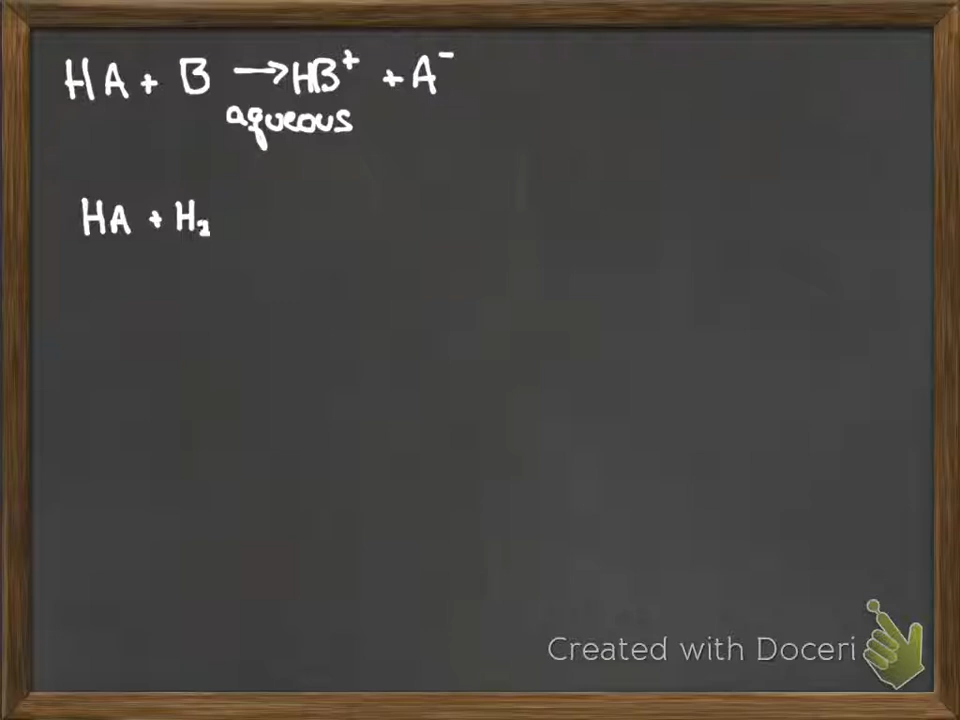 HA + B → HB⁺ + A⁻
aqueous
HA + H₂
Created with Doceri